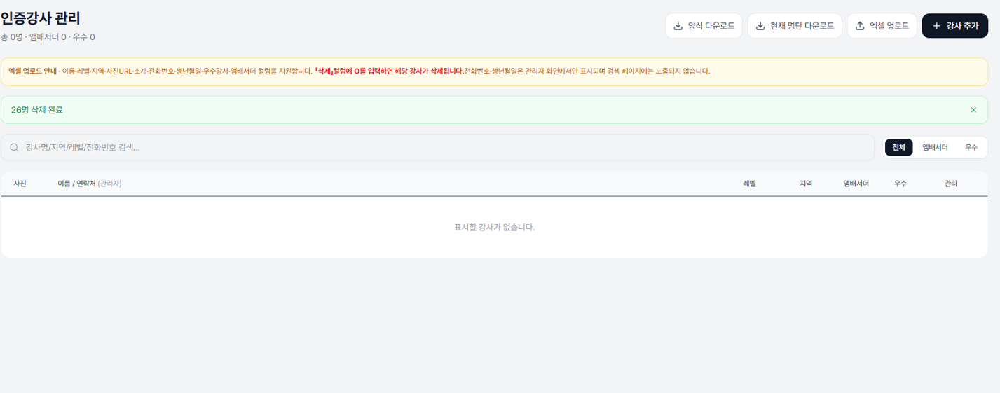 인증강사 관리
총 0명 · 앰배서더 0 · 우수 0
양식 다운로드
현재 명단 다운로드
엑셀 업로드
+ 강사 추가
엑셀 업로드 안내 · 이름·레벨·지역·사진URL·소개·전화번호·생년월일·우수강사·앰배서더 컬럼을 지원합니다. 「삭제」컬럼에 O를 입력하면 해당 강사가 삭제됩니다.전화번호·생년월일은 관리자 화면에서만 표시되며 검색 페이지에는 노출되지 않습니다.
26명 삭제 완료
강사명/지역/레벨/전화번호 검색...
전체 앰배서더 우수
사진 이름 / 연락처 (관리자) 레벨 지역 앰배서더 우수 관리
표시할 강사가 없습니다.